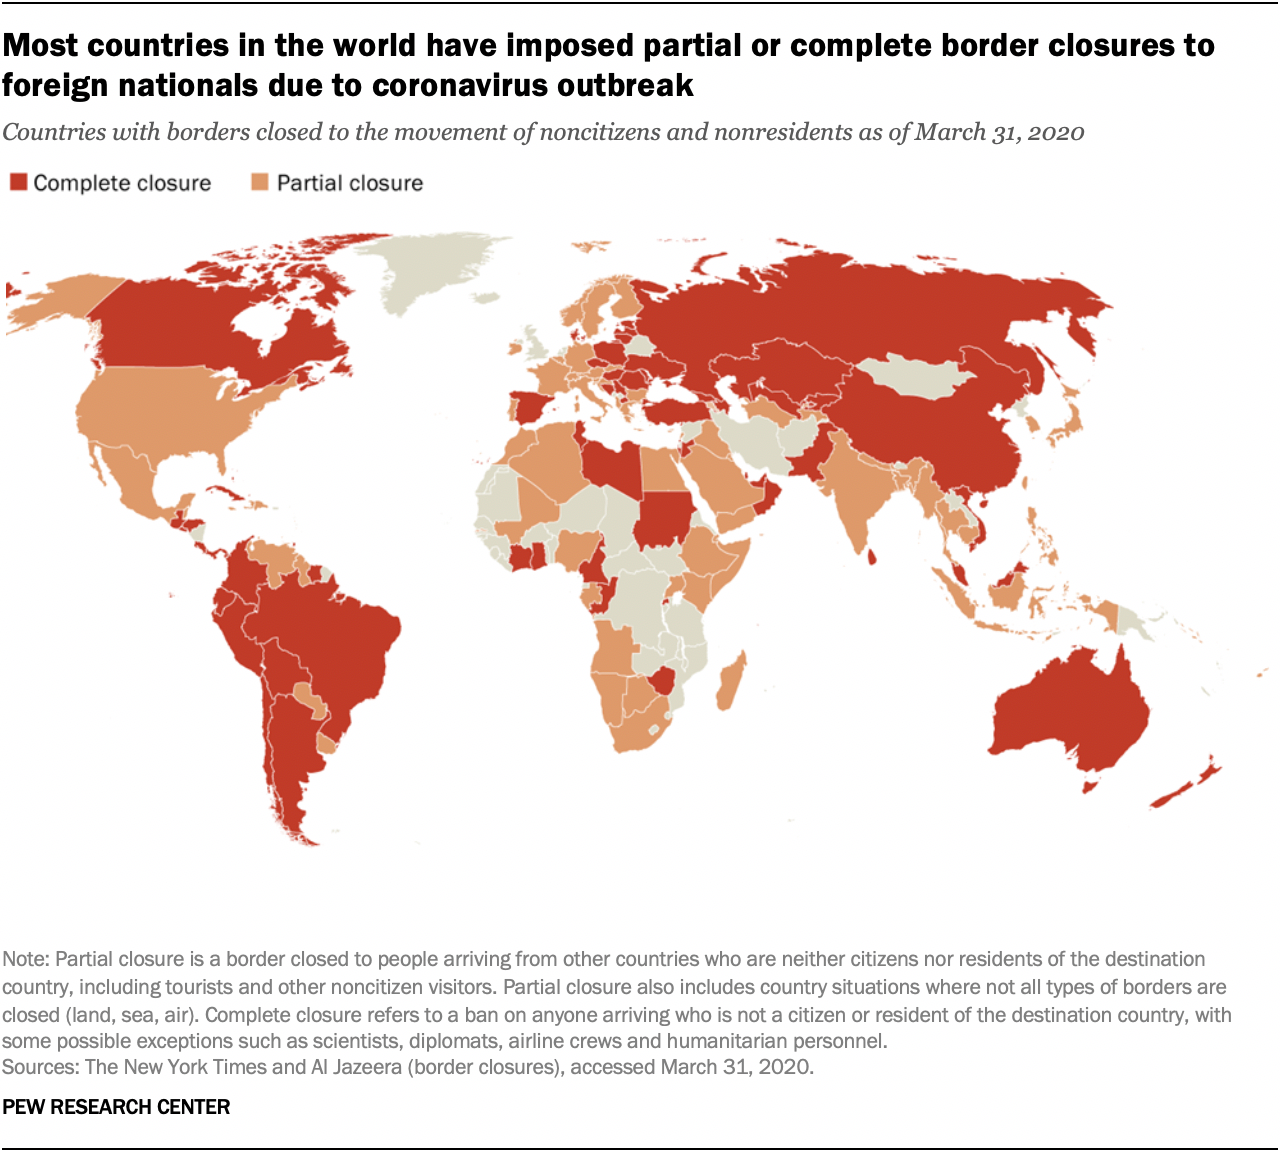 Most countries in the world have imposed partial or complete border closures to
foreign nationals due to coronavirus outbreak
Countries with borders closed to the movement of noncitizens and nonresidents as of March 31, 2020
Complete closure
Partial closure
Note: Partial closure is a border closed to people arriving from other countries who are neither citizens nor residents of the destination
country, including tourists and other noncitizen visitors. Partial closure also includes country situations where not all types of borders are
closed (land, sea, air). Complete closure refers to a ban on anyone arriving who is not a citizen or resident of the destination country, with
some possible exceptions such as scientists, diplomats, airline crews and humanitarian personnel.
Sources: The New York Times and Al Jazeera (border closures), accessed March 31, 2020.
PEW RESEARCH CENTER